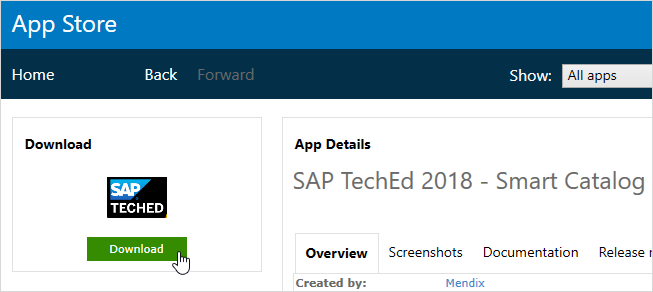 App Store
Home Back Forward Show: All apps
Download
SAP
TECHED
Download
App Details
SAP TechEd 2018 - Smart Catalog
Overview Screenshots Documentation Release
Created by: Mendix